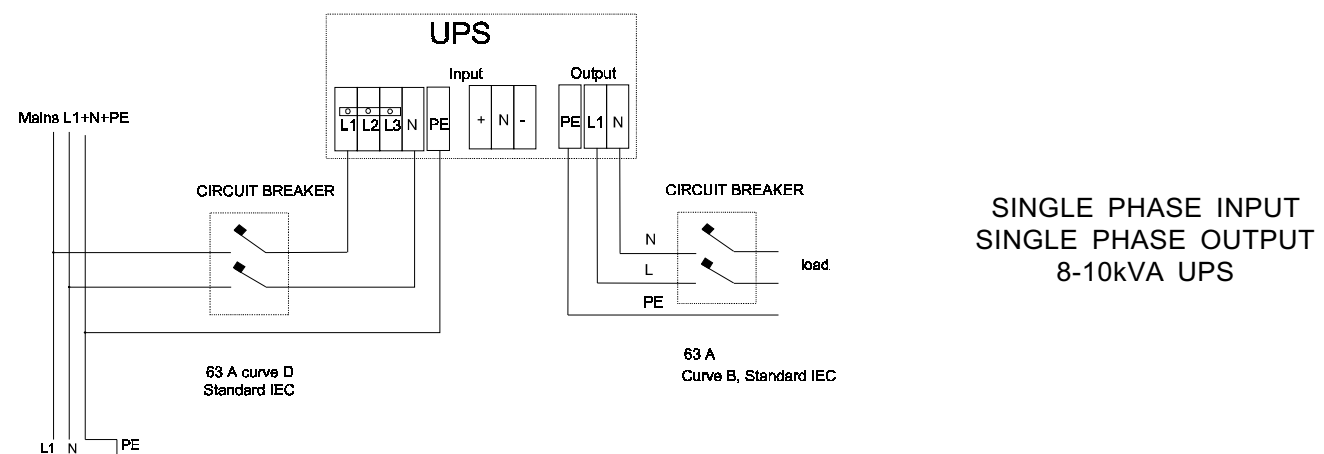 UPS
Input
Output
Mains L1+N+PE
L1 L2 L3 N PE
+ N -
PE L1 N
CIRCUIT BREAKER
CIRCUIT BREAKER
N
L
PE
load
63 A curve D
Standard IEC
63 A
Curve B, Standard IEC
L1 N PE
SINGLE PHASE INPUT
SINGLE PHASE OUTPUT
8-10kVA UPS